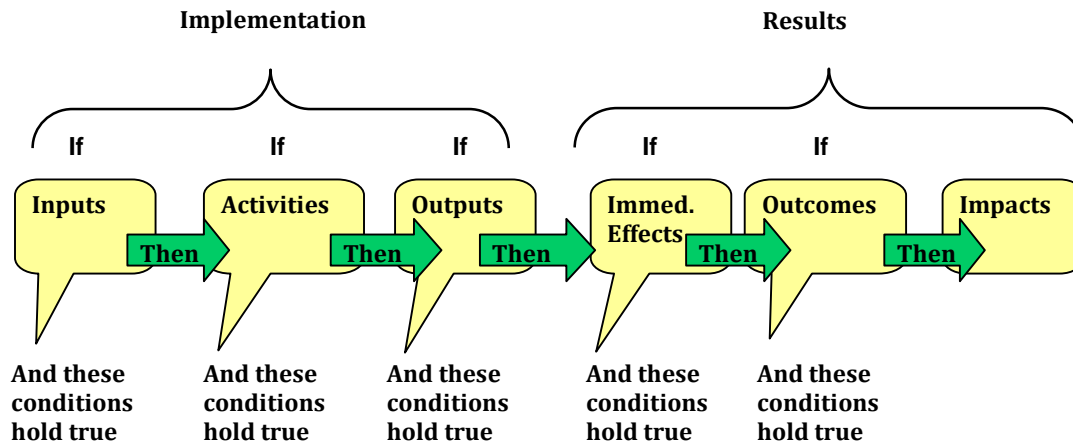 Implementation Results
If If If If If
Inputs Activities Outputs Immed. Outcomes Impacts
Effects
Then Then Then Then Then
And these And these And these And these And these
conditions conditions conditions conditions conditions
hold true hold true hold true hold true hold true